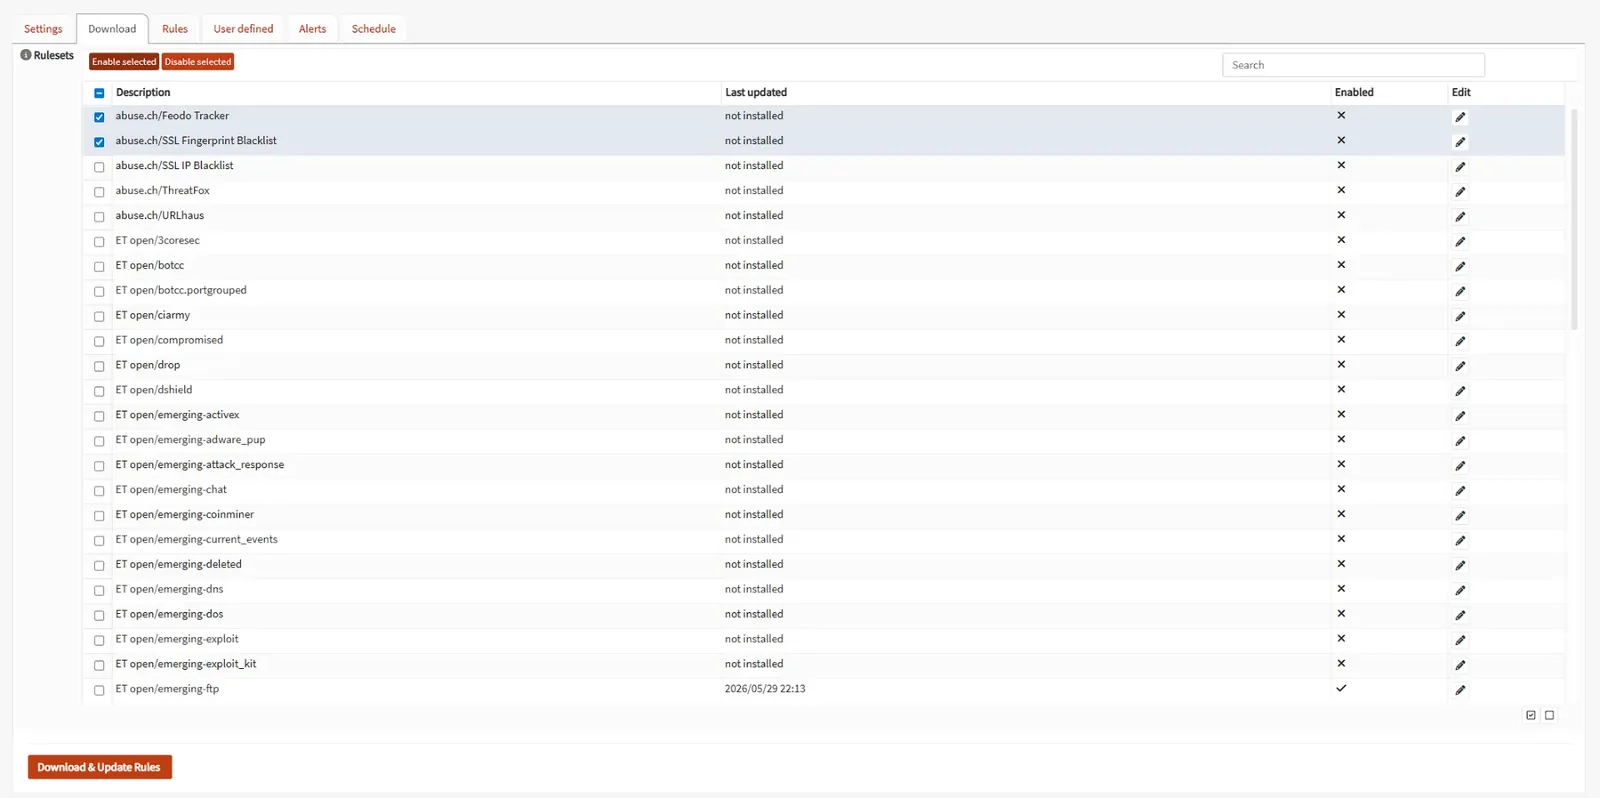 Settings Download Rules User defined Alerts Schedule
Rulesets Enable selected Disable selected Search
Description Last updated Enabled Edit
abuse.ch/Feodo Tracker not installed
abuse.ch/SSL Fingerprint Blacklist not installed
abuse.ch/SSL IP Blacklist not installed
abuse.ch/ThreatFox not installed
abuse.ch/URLhaus not installed
ET open/3coresec not installed
ET open/botcc not installed
ET open/botcc.portgrouped not installed
ET open/ciarmy not installed
ET open/compromised not installed
ET open/drop not installed
ET open/dshield not installed
ET open/emerging-activex not installed
ET open/emerging-adware_pup not installed
ET open/emerging-attack_response not installed
ET open/emerging-chat not installed
ET open/emerging-coinminer not installed
ET open/emerging-current_events not installed
ET open/emerging-deleted not installed
ET open/emerging-dns not installed
ET open/emerging-dos not installed
ET open/emerging-exploit not installed
ET open/emerging-exploit_kit not installed
ET open/emerging-ftp 2026/05/29 22:13
Download & Update Rules